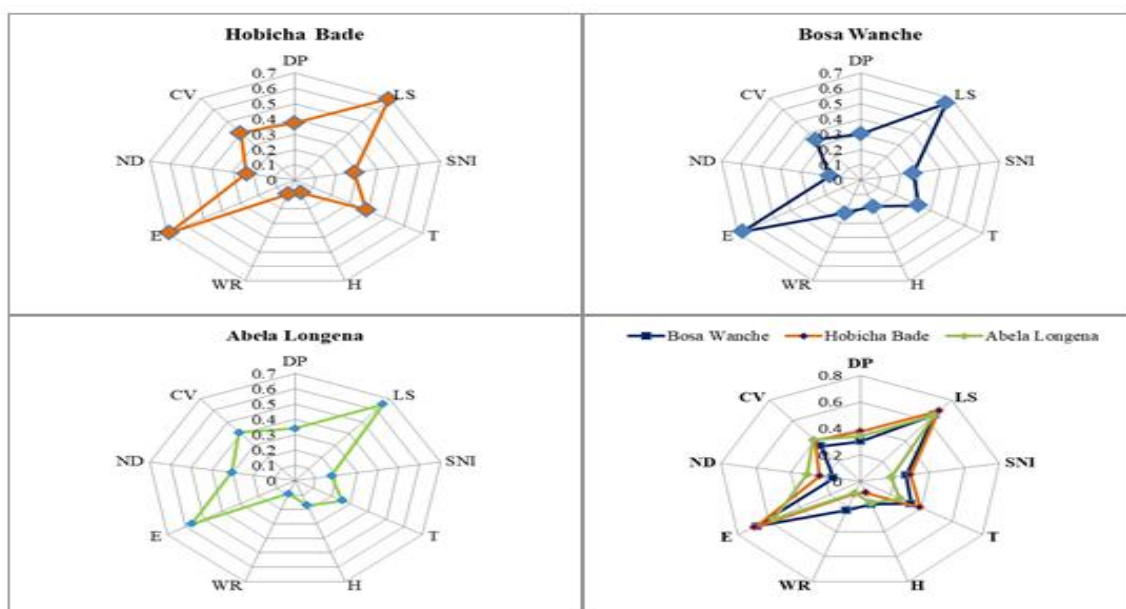 Hobicha Bade
DP
0.7
0.6
0.5
0.4
0.3
0.2
0.1
0
LS
SNI
T
H
WR
E
ND
CV
Bosa Wanche
DP
0.7
0.6
0.5
0.4
0.3
0.2
0.1
0
LS
SNI
T
H
WR
E
ND
CV
Abela Longena
DP
0.7
0.6
0.5
0.4
0.3
0.2
0.1
0
LS
SNI
T
H
WR
E
ND
CV
Bosa Wanche Hobicha Bade Abela Longena
DP
0.8
0.6
0.4
0.2
0
LS
SNI
T
H
WR
E
ND
CV